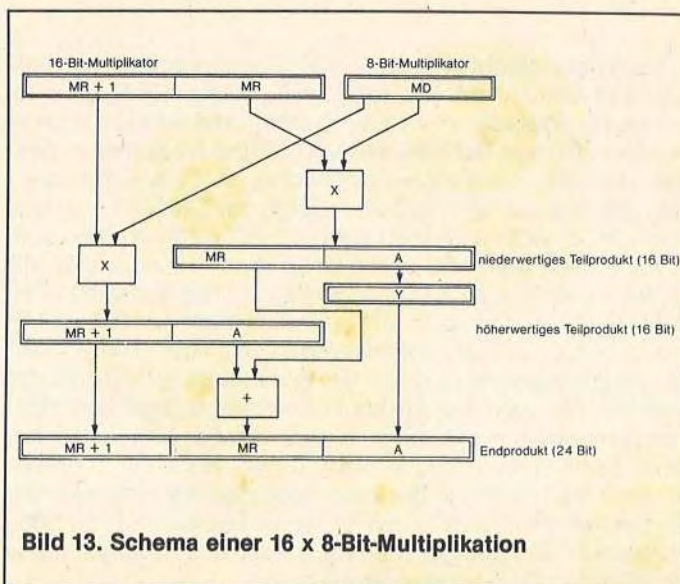 16-Bit-Multiplikator 8-Bit-Multiplikator
MR + 1 MR MD
X
MR A niederwertiges Teilprodukt (16 Bit)
X
Y
MR + 1 A höherwertiges Teilprodukt (16 Bit)
+
MR + 1 MR A Endprodukt (24 Bit)
Bild 13. Schema einer 16 x 8-Bit-Multiplikation